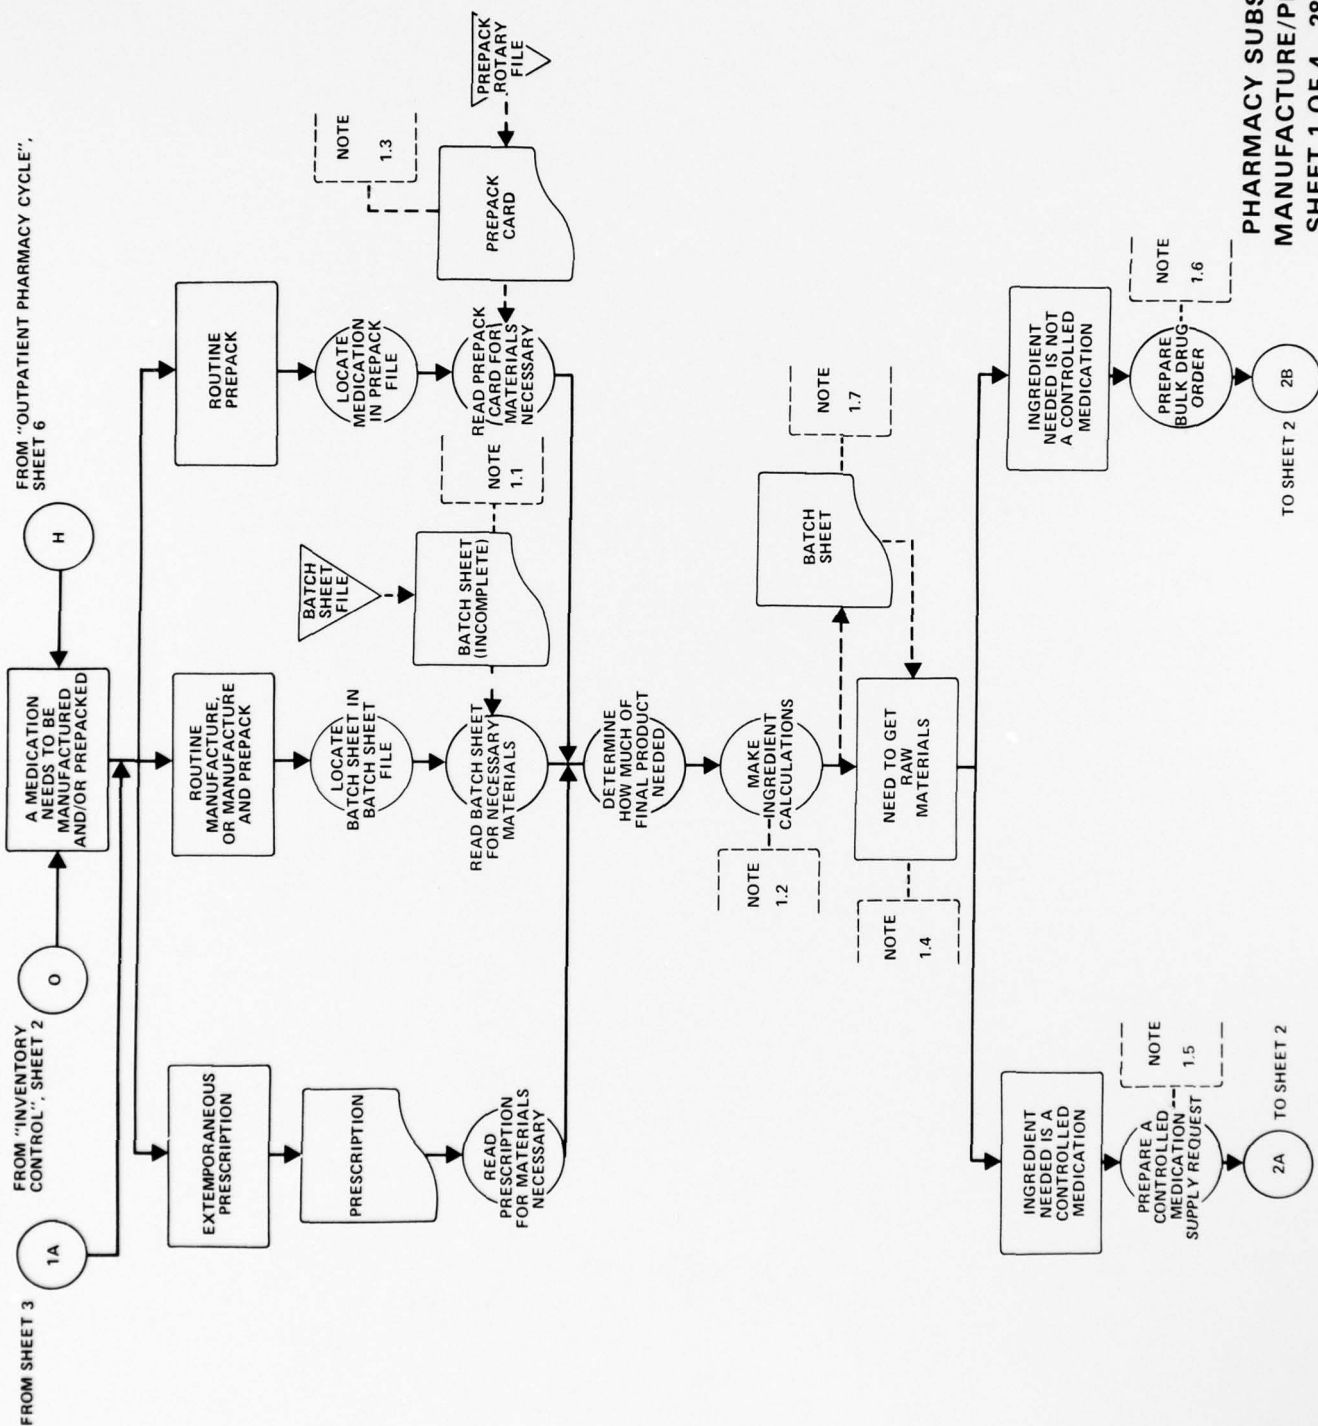 FROM SHEET 3
1A
FROM "INVENTORY
CONTROL", SHEET 2
O
A MEDICATION
NEEDS TO BE
MANUFACTURED
AND/OR PREPACKED
H
FROM "OUTPATIENT PHARMACY CYCLE",
SHEET 6
EXTEMPORANEOUS
PRESCRIPTION
ROUTINE
MANUFACTURE,
OR MANUFACTURE
AND PREPACK
ROUTINE
PREPACK
PRESCRIPTION
LOCATE
BATCH SHEET IN
BATCH SHEET
FILE
BATCH
SHEET
FILE
LOCATE
MEDICATION
IN PREPACK
FILE
NOTE
1.3
READ
PRESCRIPTION
FOR MATERIALS
NECESSARY
READ BATCH SHEET
FOR NECESSARY
MATERIALS
BATCH SHEET
(INCOMPLETE)
NOTE
1.1
READ PREPACK
CARD FOR
MATERIALS
NECESSARY
PREPACK
CARD
PREPACK
ROTARY
FILE
DETERMINE
HOW MUCH OF
FINAL PRODUCT
NEEDED
NOTE
1.2
MAKE
INGREDIENT
CALCULATIONS
BATCH
SHEET
NOTE
1.7
NOTE
1.4
NEED TO GET
RAW
MATERIALS
INGREDIENT
NEEDED IS A
CONTROLLED
MEDICATION
INGREDIENT
NEEDED IS NOT
A CONTROLLED
MEDICATION
PREPARE A
CONTROLLED
MEDICATION
SUPPLY REQUEST
NOTE
1.5
PREPARE
BULK DRUG
ORDER
NOTE
1.6
2A
TO SHEET 2
TO SHEET 2
2B
PHARMACY
MANUFACTURE
SHEET 1 OF 4